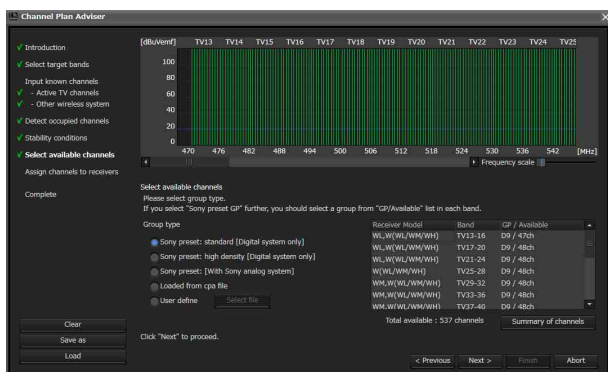 Channel Plan Adviser
Introduction
Select target bands
Input known channels
- Active TV channels
- Other wireless system
Detect occupied channels
Stability conditions
Select available channels
Assign channels to receivers
Complete
Clear
Save as
Load
[dBuVemf] TV13 TV14 TV15 TV16 TV17 TV18 TV19 TV20 TV21 TV22 TV23 TV24 TV25
100
80
60
40
20
0
470 476 482 488 494 500 506 512 518 524 530 536 542 [MHz]
Frequency scale
Select available channels
Please select group type.
If you select "Sony preset GP" further, you should select a group from "GP/Available" list in each band.
Group type
Sony preset: standard [Digital system only]
Sony preset: high density [Digital system only]
Sony preset: [With Sony analog system]
Loaded from cpa file
User define Select file
Receiver Model Band GP / Available
WL,W(WL/WM/WH) TV13-16 D9 / 47ch
WL,W(WL/WM/WH) TV17-20 D9 / 48ch
WL,W(WL/WM/WH) TV21-24 D9 / 48ch
W(WL/WM/WH) TV25-28 D9 / 48ch
WM,W(WL/WM/WH) TV29-32 D9 / 48ch
WM,W(WL/WM/WH) TV33-36 D9 / 48ch
WM,W(WL/WM/WH) TV37-40 D9 / 48ch
Total available : 537 channels Summary of channels
Click "Next" to proceed.
< Previous Next > Finish Abort